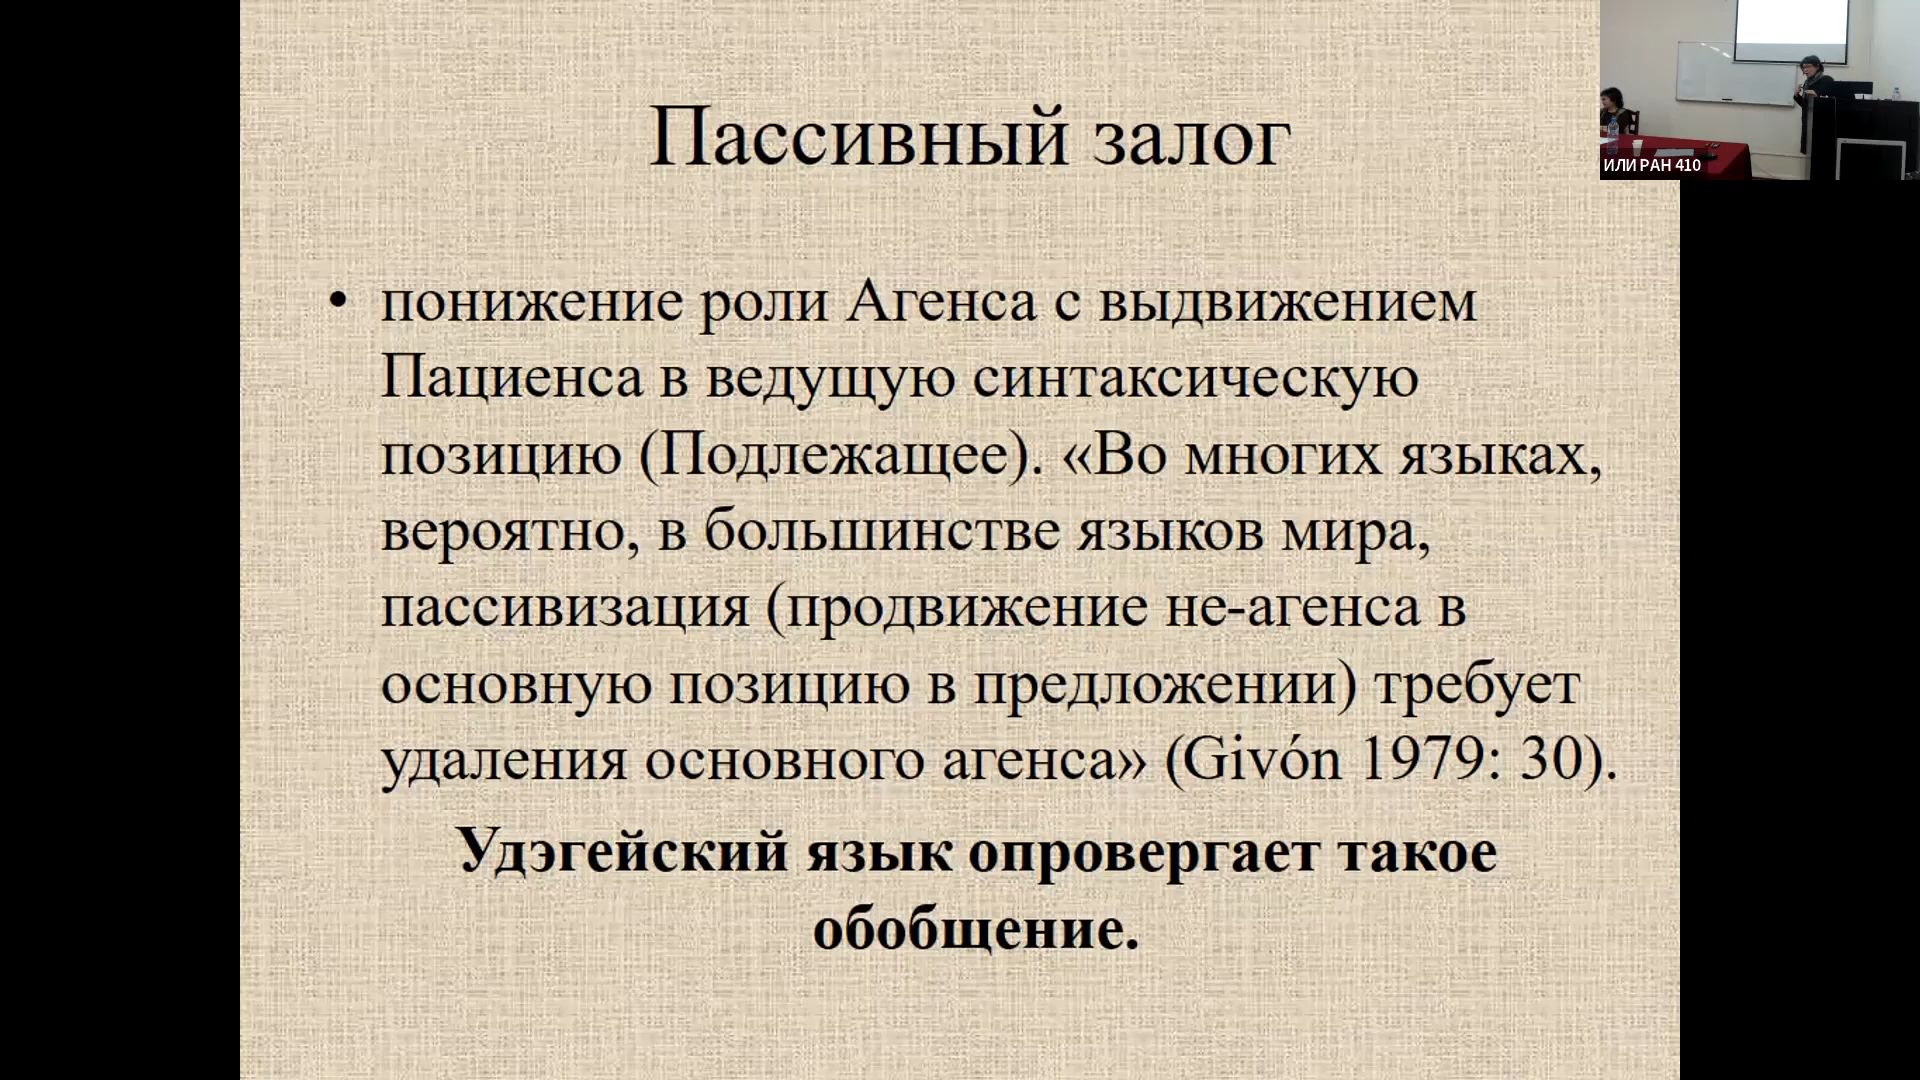 Пассивный залог
• понижение роли Агенса с выдвижением
Пациенса в ведущую синтаксическую
позицию (Подлежащее). «Во многих языках,
вероятно, в большинстве языков мира,
пассивизация (продвижение не-агенса в
основную позицию в предложении) требует
удаления основного агенса» (Givón 1979: 30).
Удэгейский язык опровергает такое
обобщение.
ИЛИ РАН 410